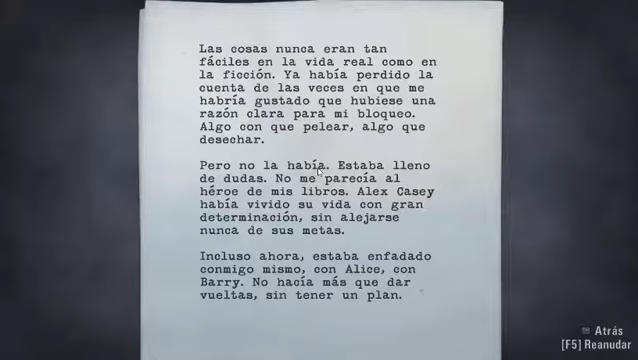 Las cosas nunca eran tan
fáciles en la vida real como en
la ficción. Ya había perdido la
cuenta de las veces en que me
habría gustado que hubiese una
razón clara para mi bloqueo.
Algo con que pelear, algo que
desechar.
Pero no la había. Estaba lleno
de dudas. No me parecía al
héroe de mis libros. Alex Casey
había vivido su vida con gran
determinación, sin alejarse
nunca de sus metas.
Incluso ahora, estaba enfadado
conmigo mismo, con Alice, con
Barry. No hacía más que dar
vueltas, sin tener un plan.
Atrás
[F5] Reanudar